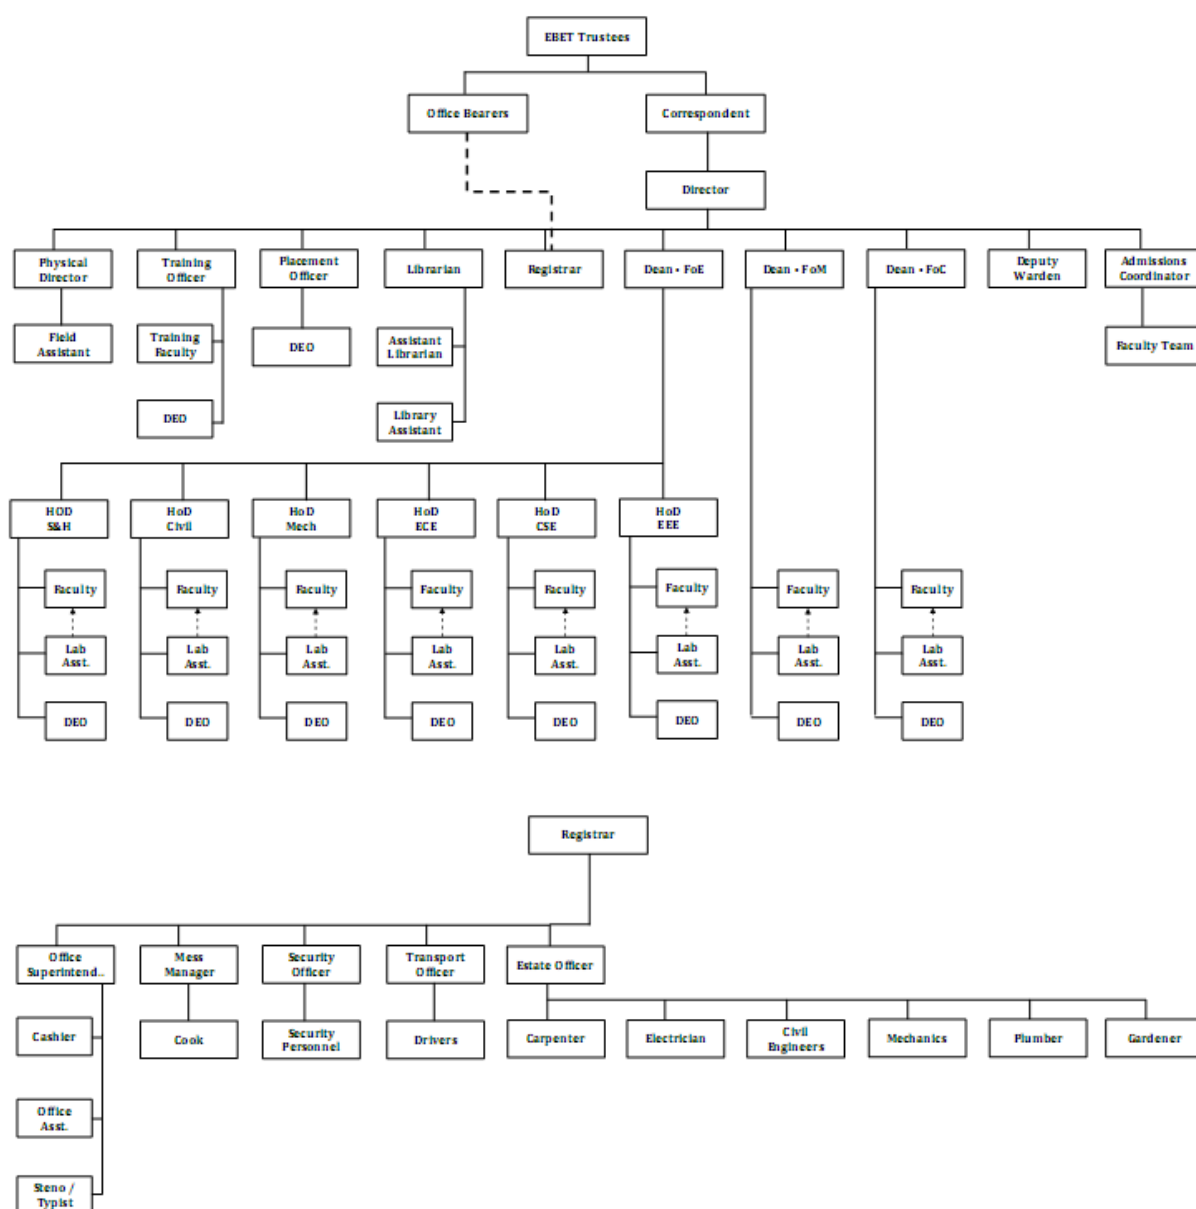 EBET Trustees
Office Bearers
Correspondent
Director
Physical
Director
Training
Officer
Placement
Officer
Librarian
Registrar
Dean - FoE
Dean - FoM
Dean - FoC
Deputy
Warden
Admissions
Coordinator
Field
Assistant
Training
Faculty
DEO
Assistant
Librarian
Faculty Team
DEO
Library
Assistant
HOD
S&H
HoD
Civil
HoD
Mech
HoD
ECE
HoD
CSE
HoD
EEE
Faculty
Faculty
Faculty
Faculty
Faculty
Faculty
Faculty
Faculty
Lab
Asst.
Lab
Asst.
Lab
Asst.
Lab
Asst.
Lab
Asst.
Lab
Asst.
Lab
Asst.
Lab
Asst.
DEO
DEO
DEO
DEO
DEO
DEO
DEO
DEO
Registrar
Office
Superintend...
Mess
Manager
Security
Officer
Transport
Officer
Estate Officer
Cashier
Cook
Security
Personnel
Drivers
Carpenter
Electrician
Civil
Engineers
Mechanics
Plumber
Gardener
Office
Asst.
Steno /
Typist